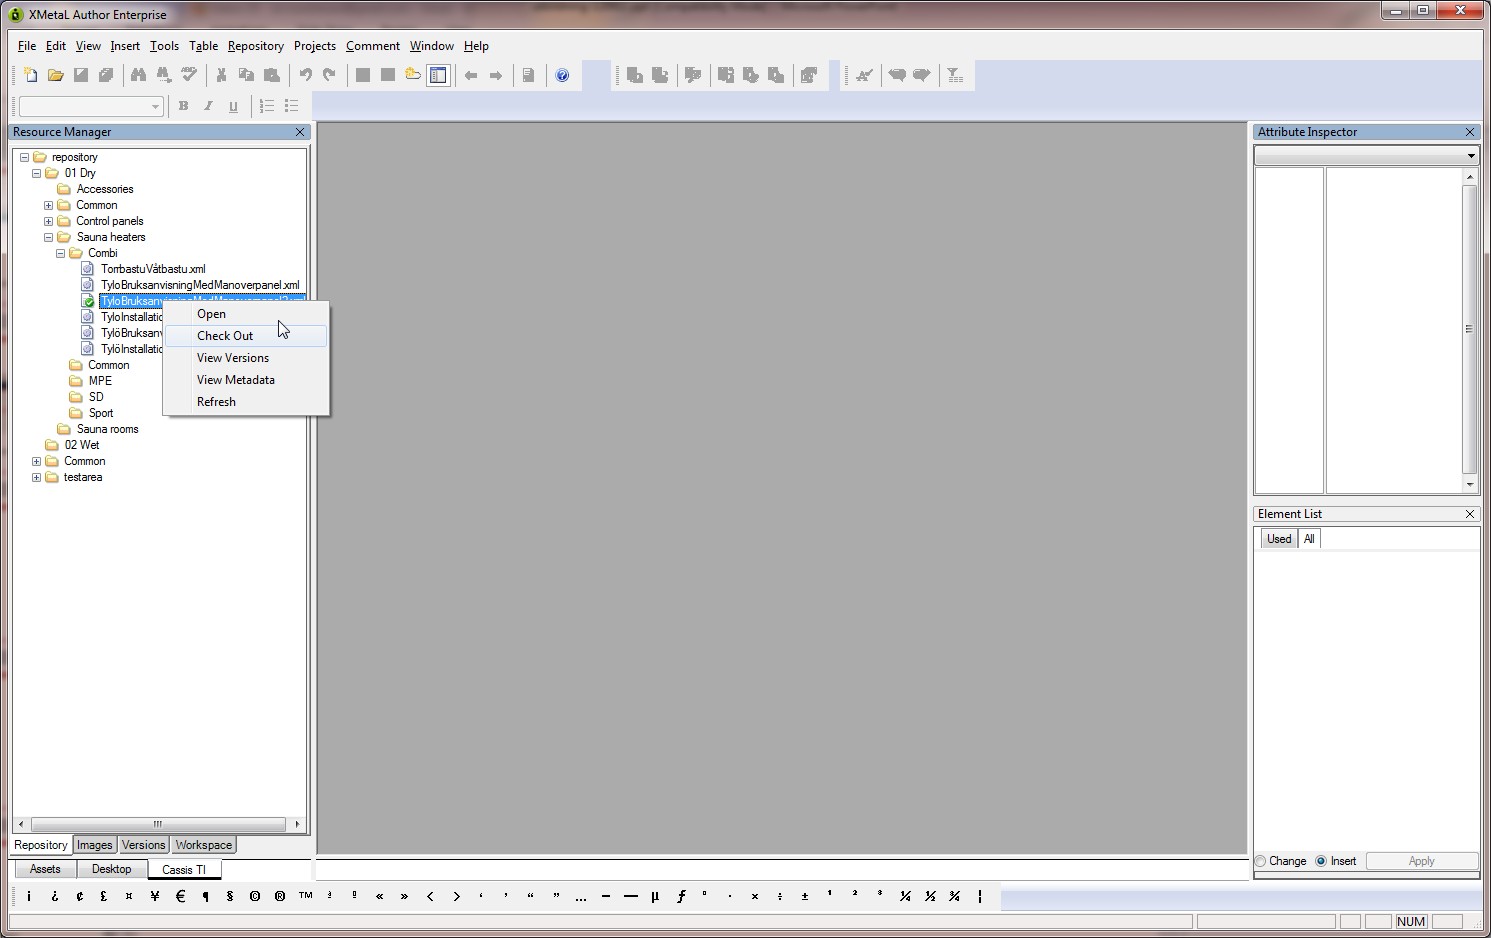 XMetaL Author Enterprise
File Edit View Insert Tools Table Repository Projects Comment Window Help
B I U
Resource Manager
repository
01 Dry
Accessories
Common
Control panels
Sauna heaters
Combi
TorrbastuVåtbastu.xml
TyloBruksanvisningMedManoverpanel.xml
TyloBruksanvisningMedManoverpanel2.xml
TyloInstallatio
TylöBruksanv
TylöInstallatio
Common
MPE
SD
Sport
Sauna rooms
02 Wet
Common
testarea
Open
Check Out
View Versions
View Metadata
Refresh
Repository Images Versions Workspace
Assets Desktop Cassis TI
Attribute Inspector
Element List
Used All
Change Insert Apply
¡ ¿ ¢ £ ¤ ¥ € ¶ § © ® ™ ª º « » ‹ › ‘ ’ “ ” … – — µ ƒ ° · × ÷ ± ¹ ² ³ ¼ ½ ¾ ¦
NUM